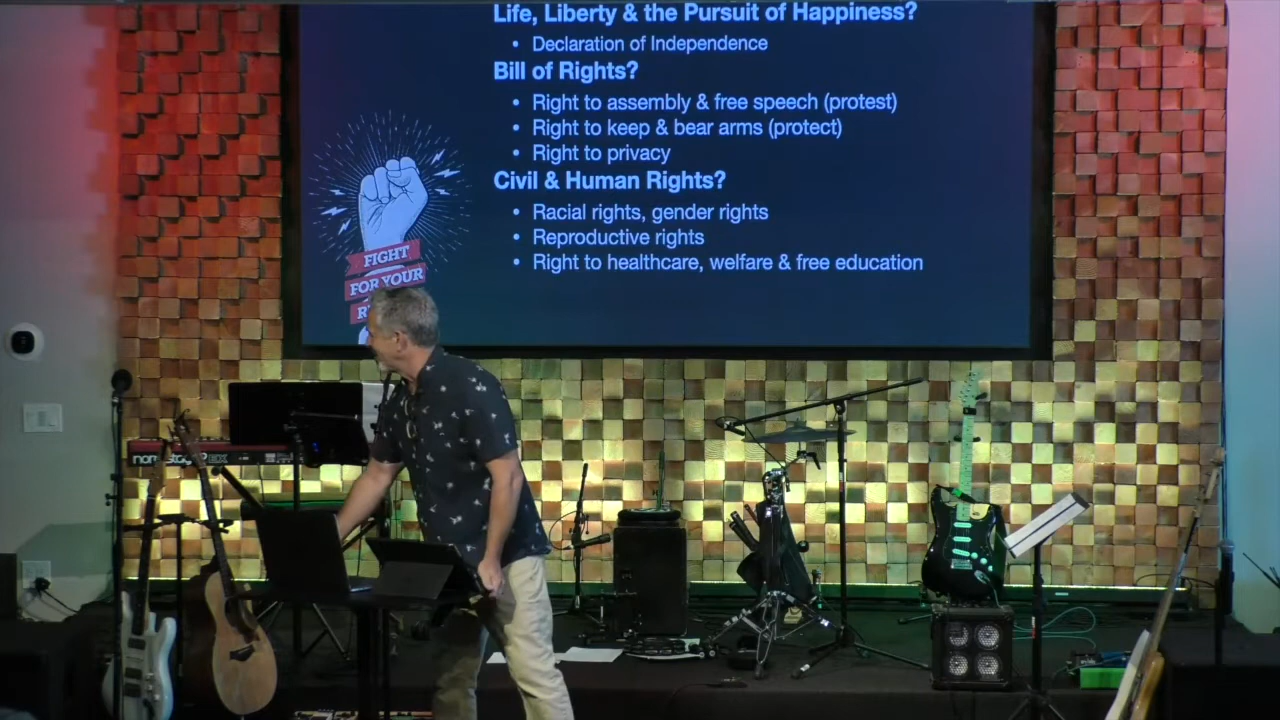 Life, Liberty & the Pursuit of Happiness?
• Declaration of Independence
Bill of Rights?
• Right to assembly & free speech (protest)
• Right to keep & bear arms (protect)
• Right to privacy
Civil & Human Rights?
• Racial rights, gender rights
• Reproductive rights
• Right to healthcare, welfare & free education
FIGHT
FOR YOUR